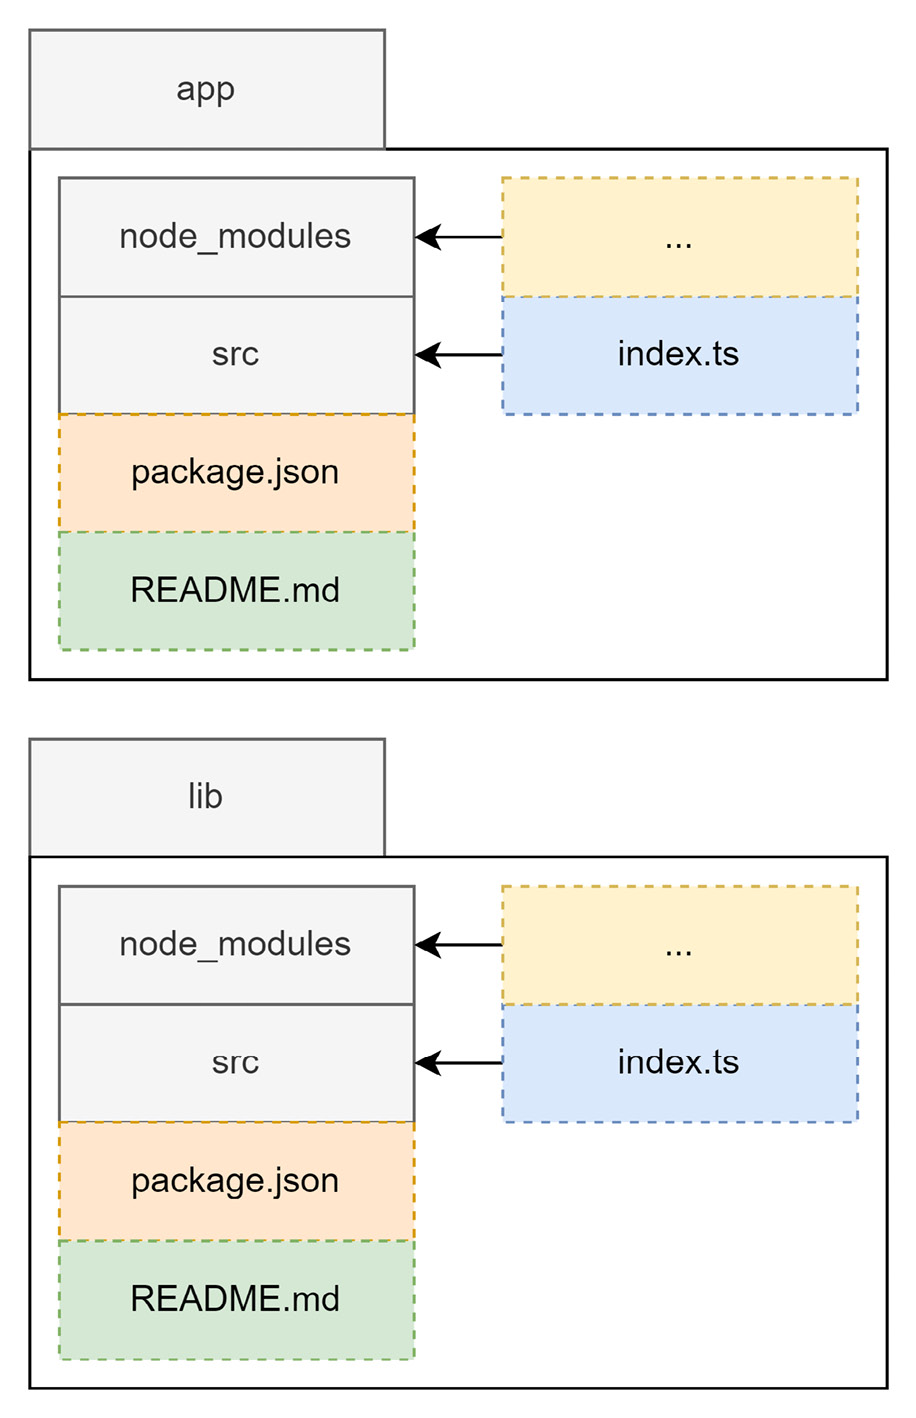 app
node_modules
...
src
index.ts
package.json
README.md
lib
node_modules
...
src
index.ts
package.json
README.md